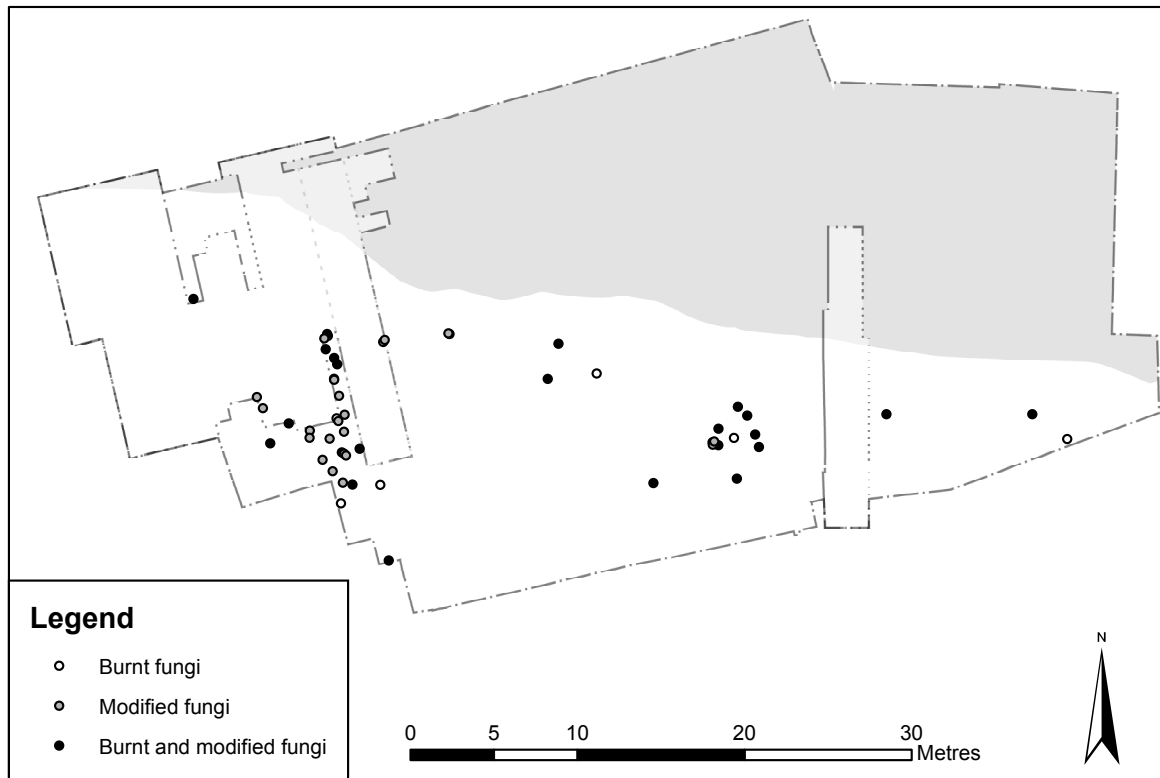 N
Legend
Burnt fungi
Modified fungi
Burnt and modified fungi
0 5 10 20 30
Metres